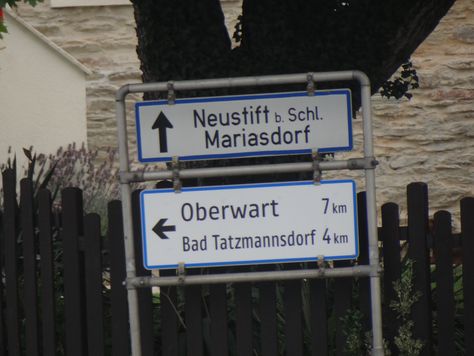 Neustift b. Schl.
Mariasdorf
Oberwart 7 km
Bad Tatzmannsdorf 4 km